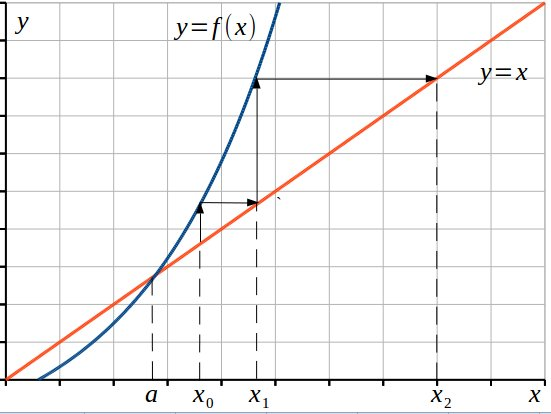 y
y=f(x)
y=x
a x₀ x₁ x₂ x